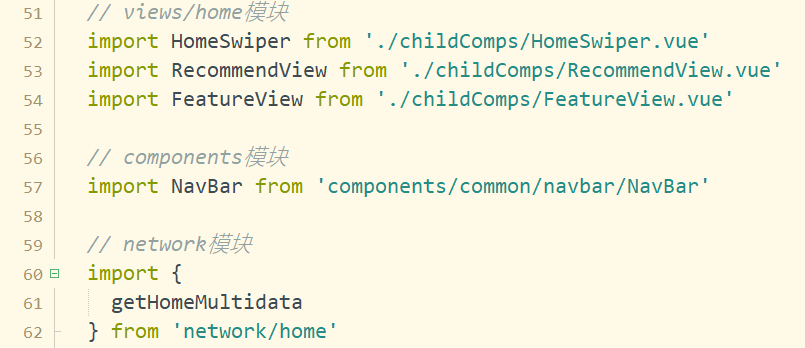 51 // views/home模块
52 import HomeSwiper from './childComps/HomeSwiper.vue'
53 import RecommendView from './childComps/RecommendView.vue'
54 import FeatureView from './childComps/FeatureView.vue'
55
56 // components模块
57 import NavBar from 'components/common/navbar/NavBar'
58
59 // network模块
60 import {
61 getHomeMultidata
62 } from 'network/home'